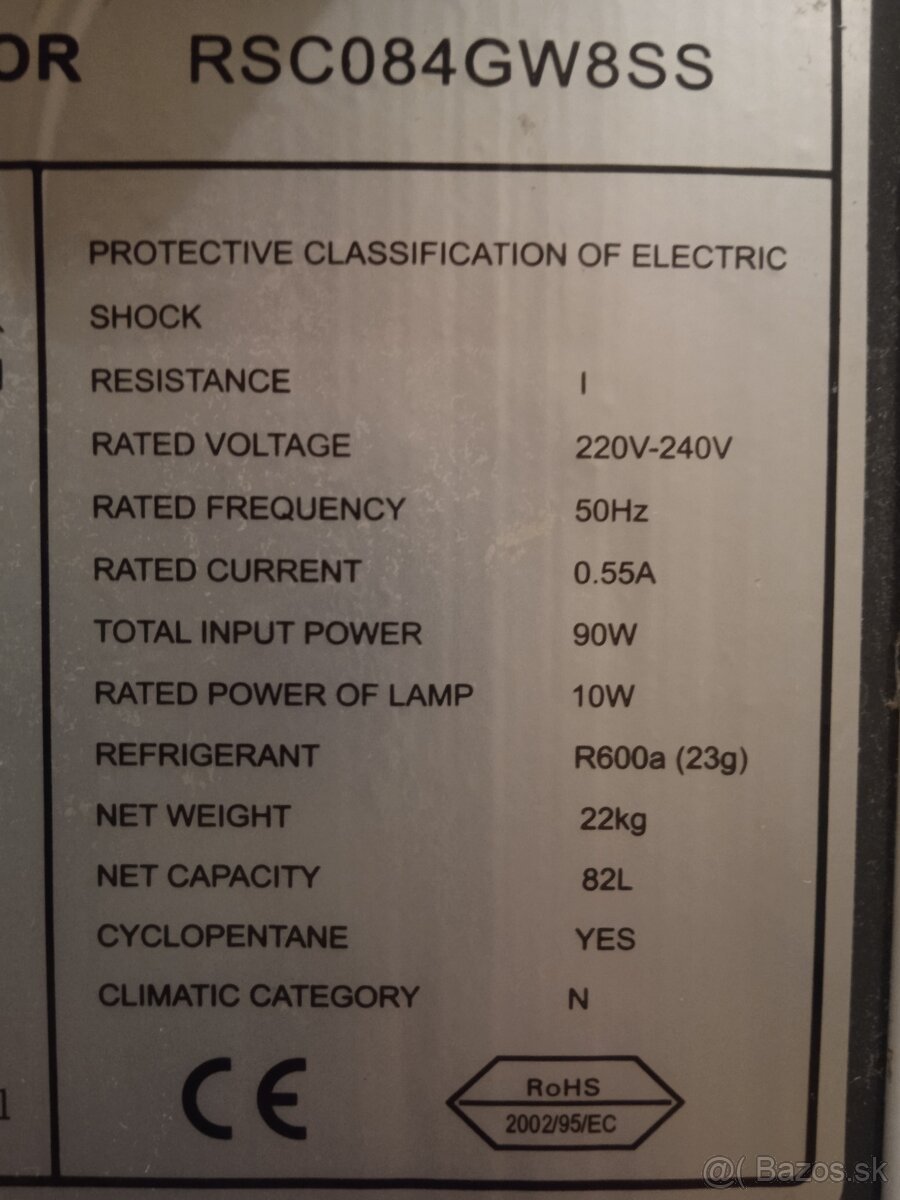 OR RSC084GW8SS
PROTECTIVE CLASSIFICATION OF ELECTRIC
SHOCK
RESISTANCE I
RATED VOLTAGE 220V-240V
RATED FREQUENCY 50Hz
RATED CURRENT 0.55A
TOTAL INPUT POWER 90W
RATED POWER OF LAMP 10W
REFRIGERANT R600a (23g)
NET WEIGHT 22kg
NET CAPACITY 82L
CYCLOPENTANE YES
CLIMATIC CATEGORY N
CE
RoHS
2002/95/EC
@( Bazos.sk